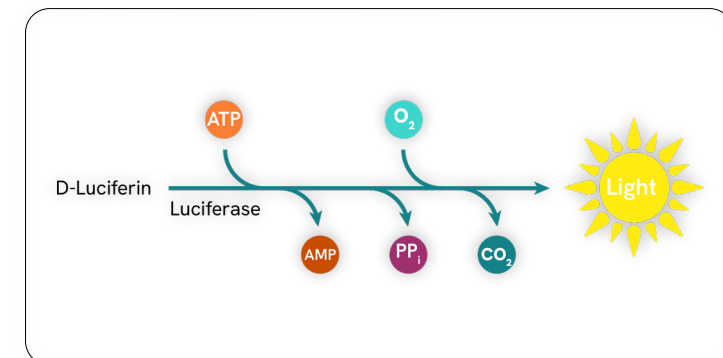 ATP
O₂
D-Luciferin
Light
Luciferase
AMP
PPᵢ
CO₂